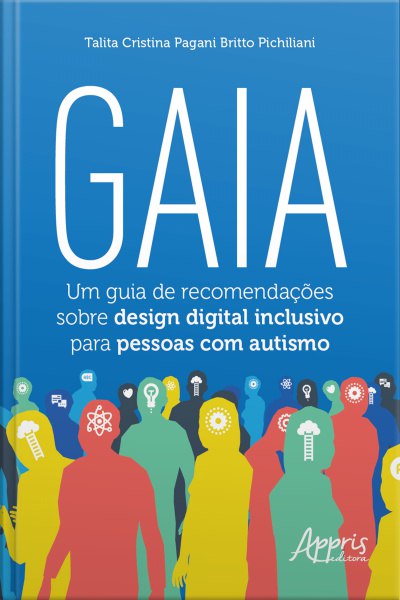 Talita Cristina Pagani Britto Pichiliani
GAIA
Um guia de recomendações
sobre design digital inclusivo
para pessoas com autismo
Appris
editora